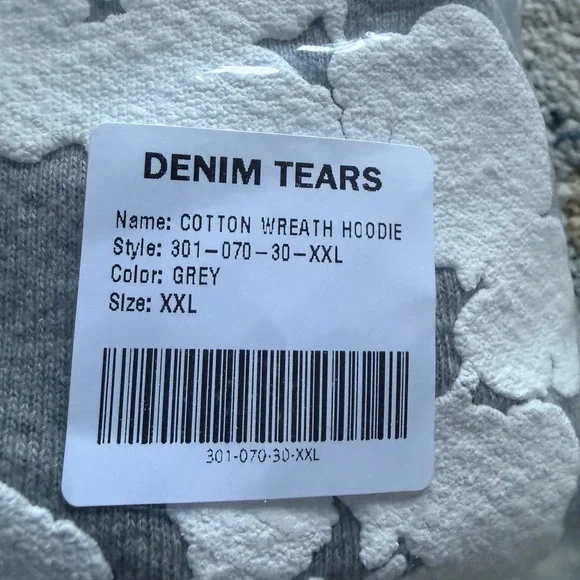 DENIM TEARS
Name: COTTON WREATH HOODIE
Style: 301-070-30-XXL
Color: GREY
Size: XXL
301-070-30-XXL